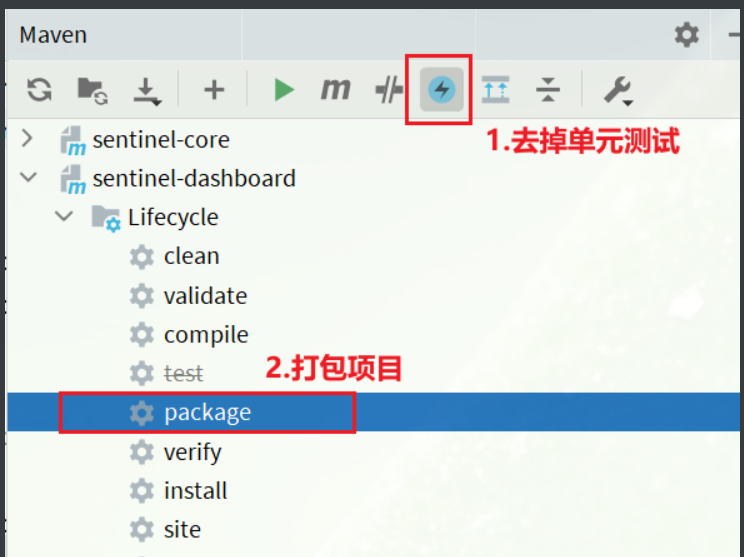 Maven
m
1.去掉单元测试
sentinel-core
sentinel-dashboard
Lifecycle
clean
validate
compile
test
2.打包项目
package
verify
install
site